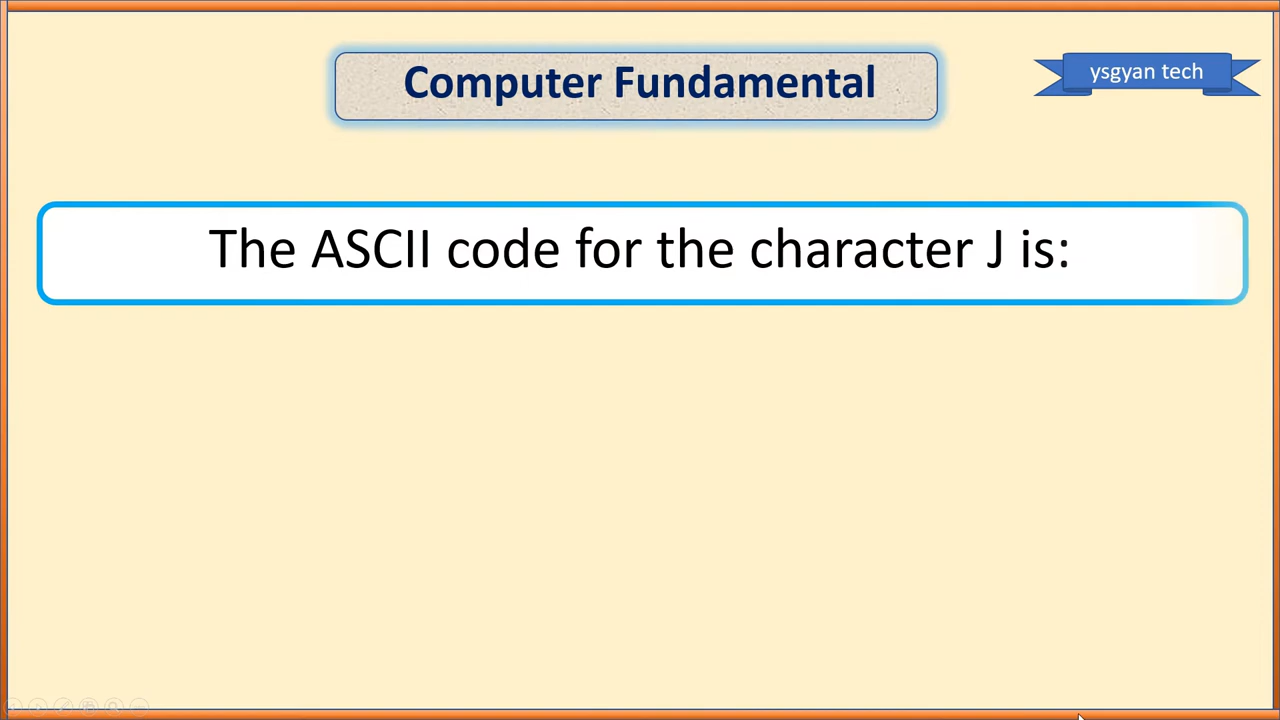 Computer Fundamental
ysgyan tech
The ASCII code for the character J is: